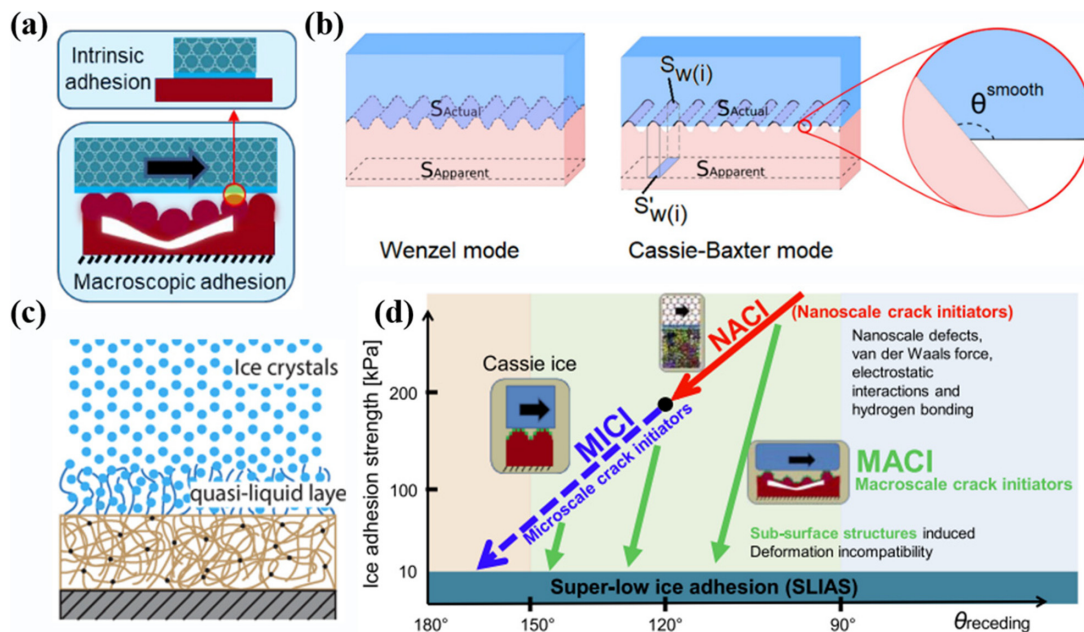 (a)
Intrinsic
adhesion
Macroscopic adhesion
(b)
Sw(i)
SActual
SApparent
Wenzel mode
SActual
SApparent
S'w(i)
Cassie-Baxter mode
θsmooth
(c)
Ice crystals
quasi-liquid laye
(d)
Ice adhesion strength [kPa]
200
100
10
Cassie ice
NACI
(Nanoscale crack initiators)
Nanoscale defects,
van der Waals force,
electrostatic
interactions and
hydrogen bonding
MICI
Microscale crack initiators
MACI
Macroscale crack initiators
Sub-surface structures induced
Deformation incompatibility
Super-low ice adhesion (SLIAS)
180°
150°
120°
90°
θreceding